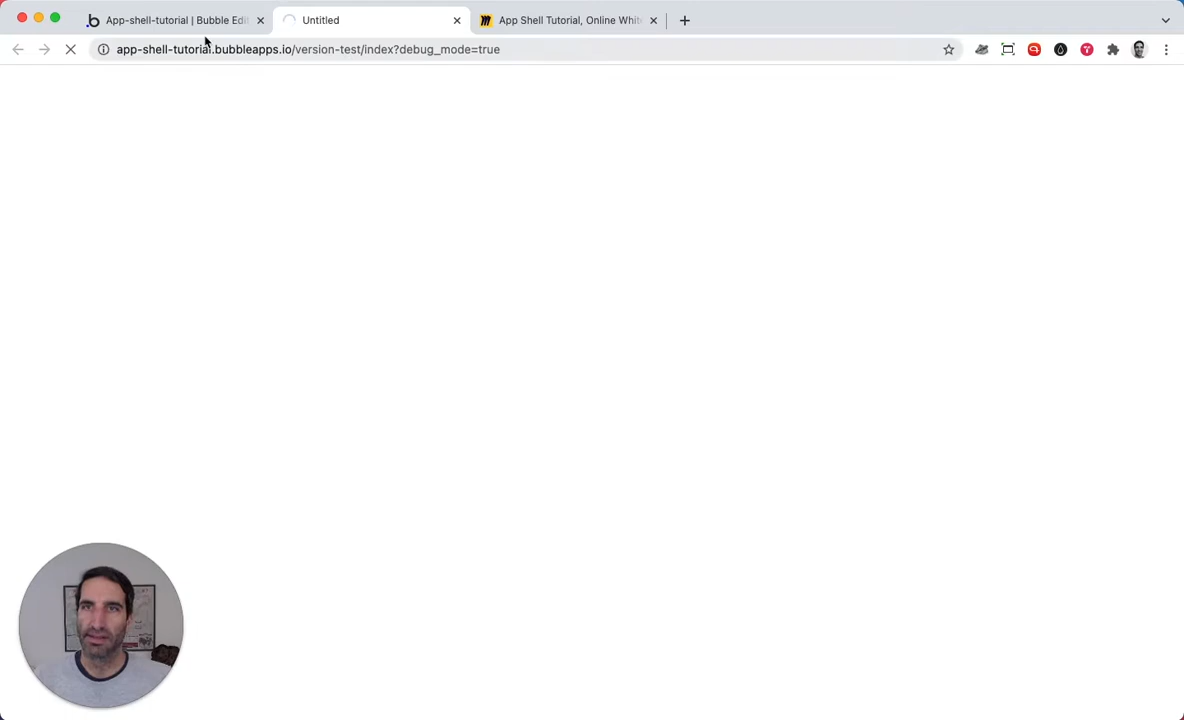 App-shell-tutorial | Bubble Edi
Untitled
App Shell Tutorial, Online Whit
app-shell-tutorial.bubbleapps.io/version-test/index?debug_mode=true